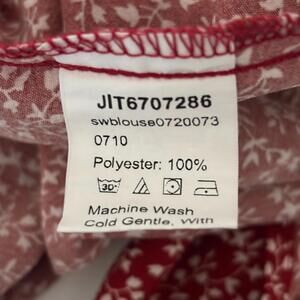 JIT6707286
swblouse0720073
0710
Polyester: 100%
30°
Machine Wash
Cold Gentle, With